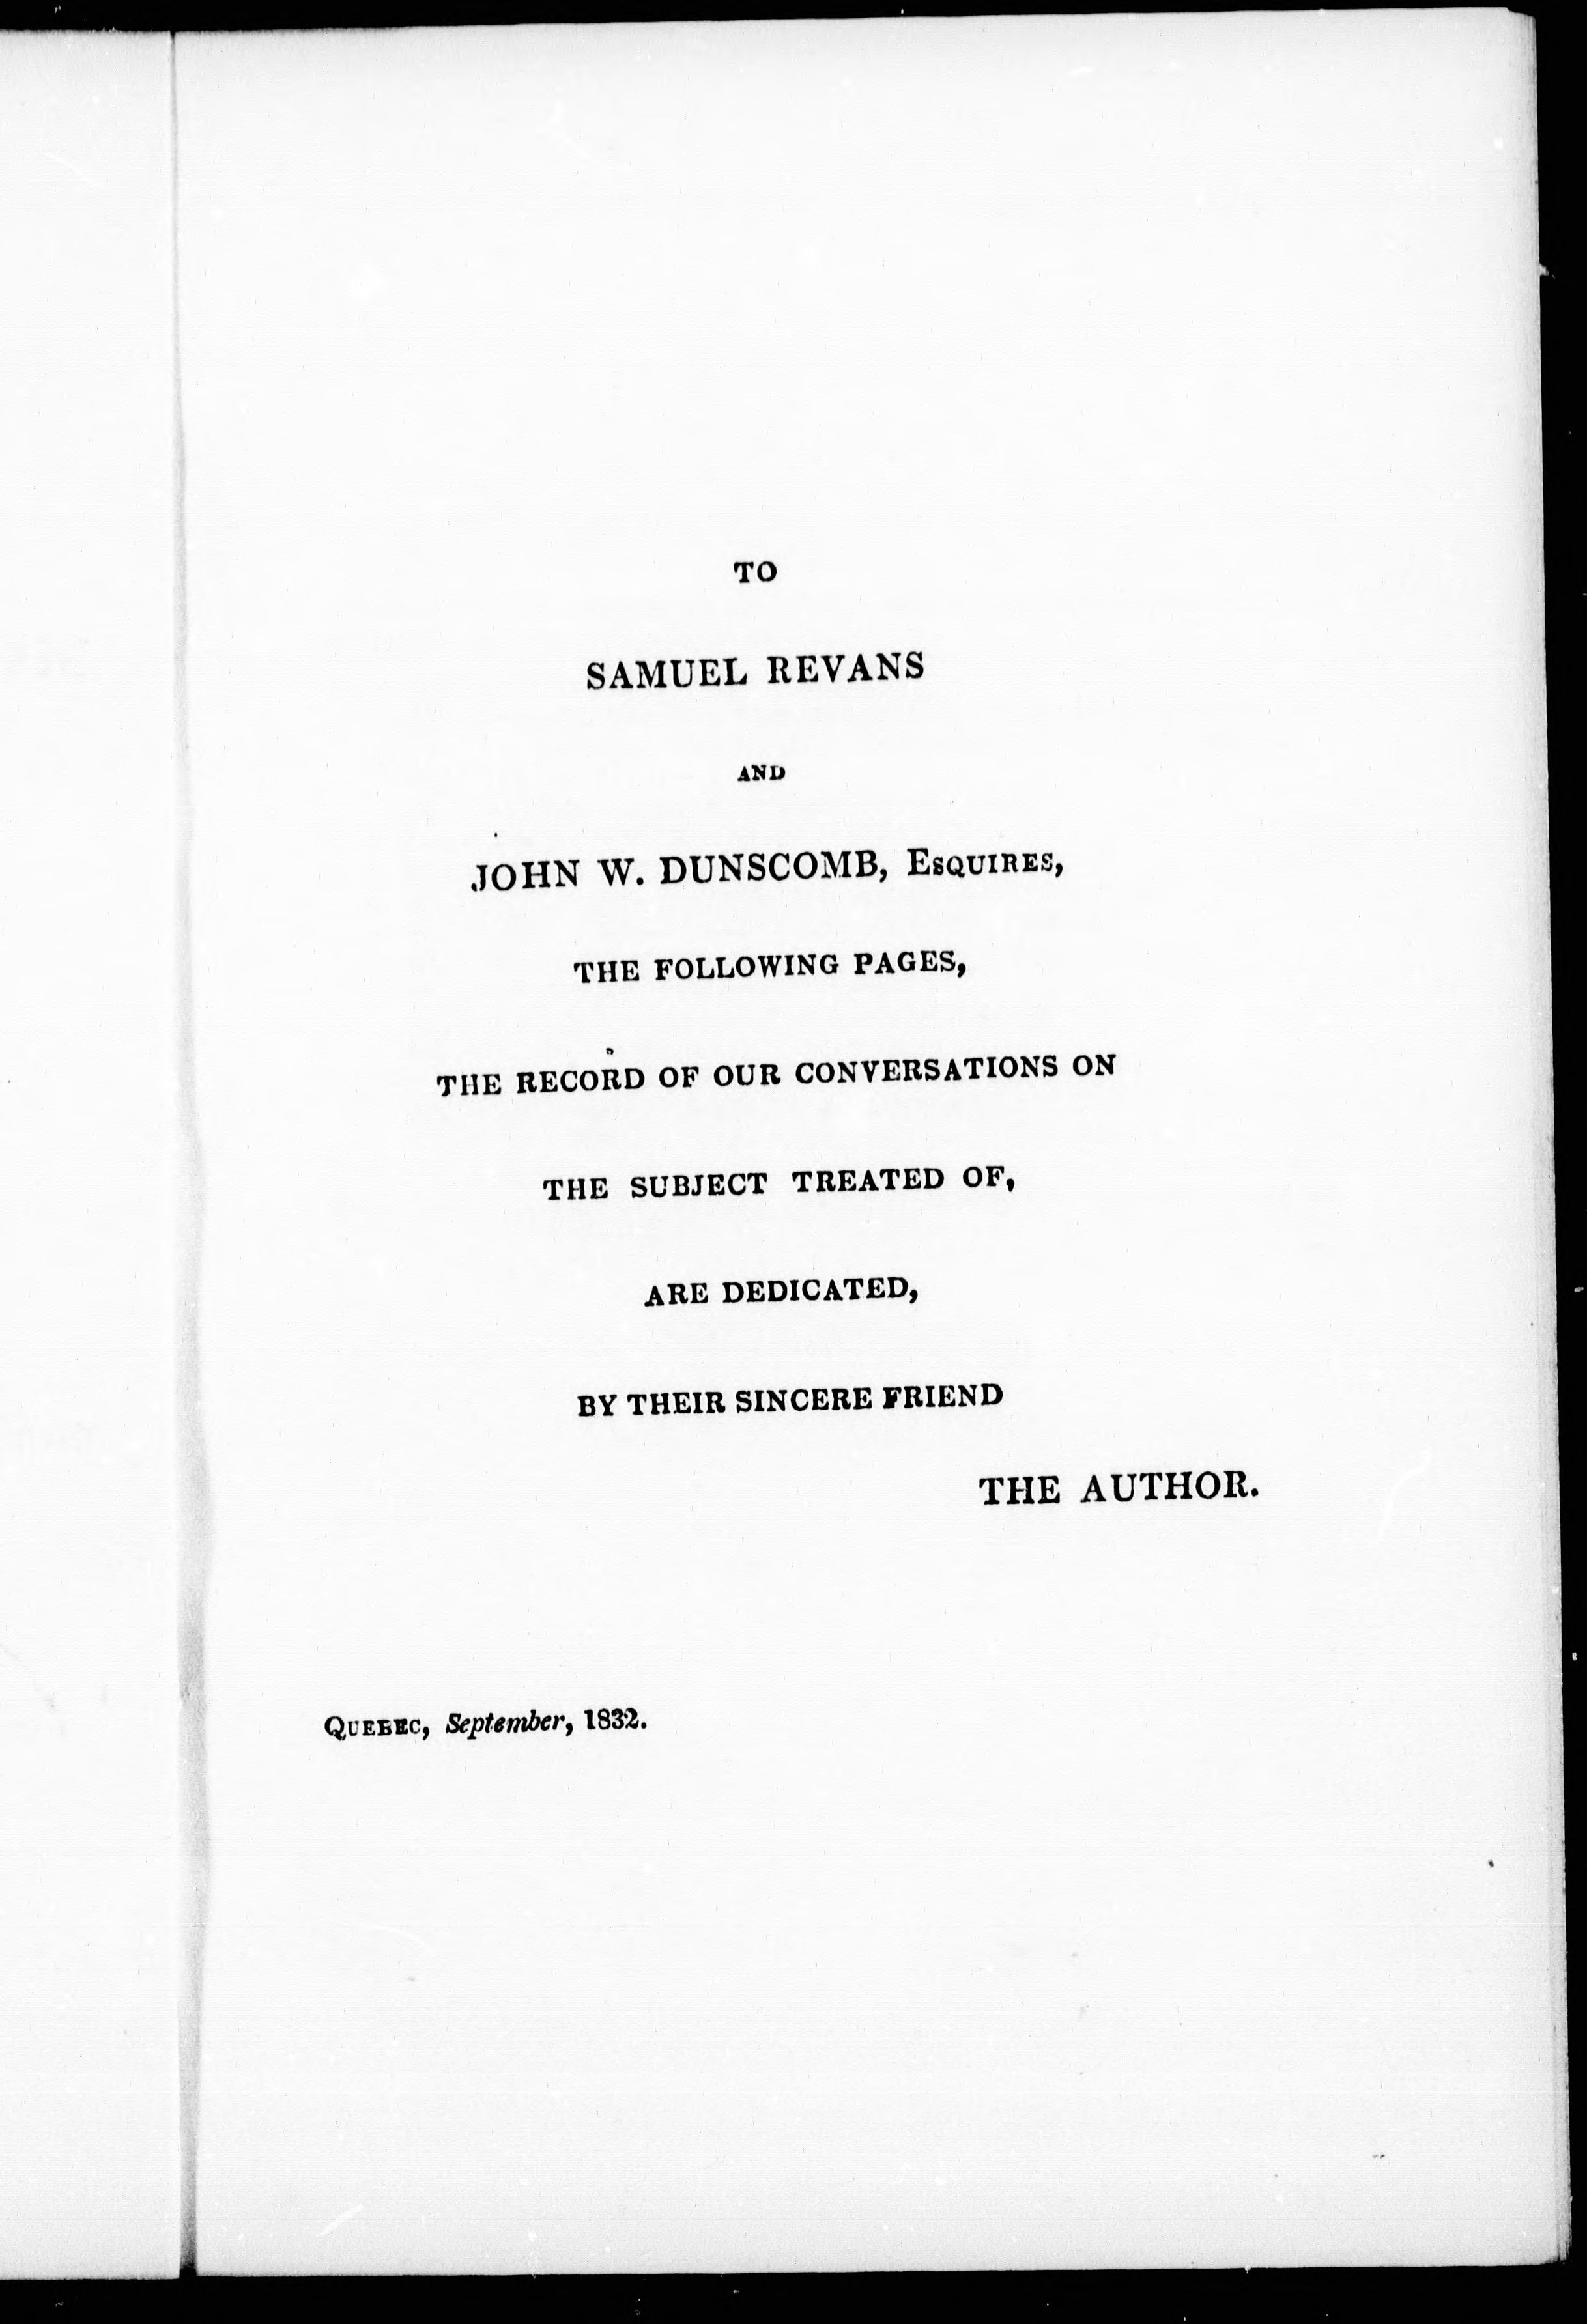 TO
SAMUEL REVANS
AND
JOHN W. DUNSCOMB, ESQUIRES,
THE FOLLOWING PAGES,
THE RECORD OF OUR CONVERSATIONS ON
THE SUBJECT TREATED OF,
ARE DEDICATED,
BY THEIR SINCERE FRIEND
THE AUTHOR.
QUEBEC, September, 1832.